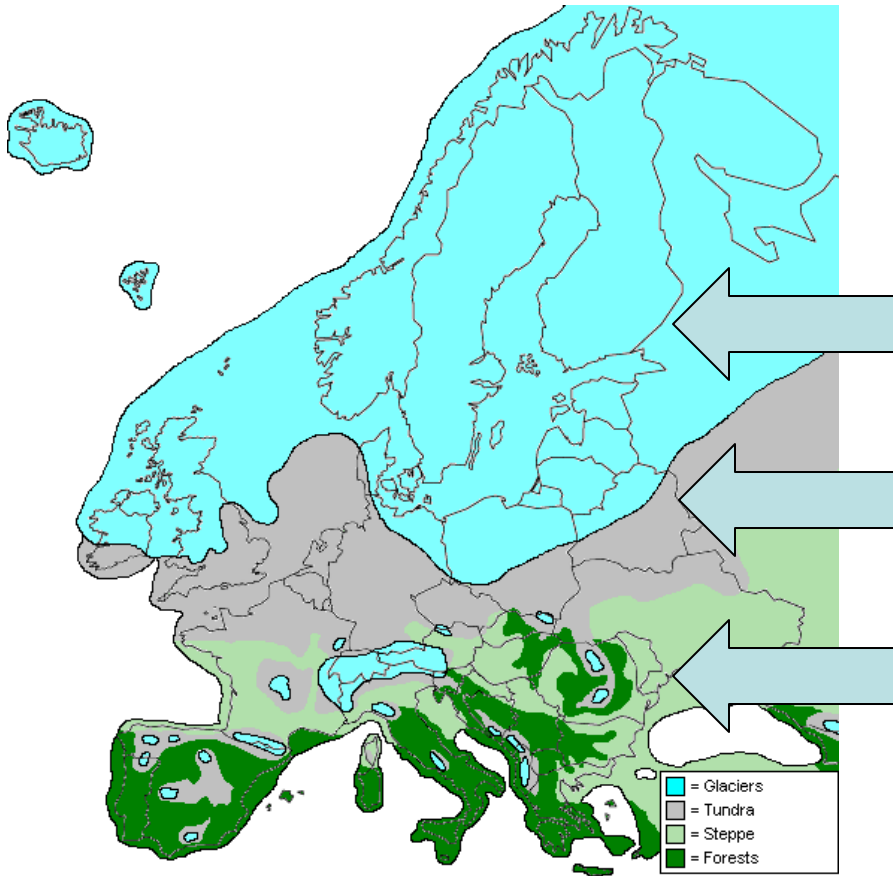 = Glaciers
= Tundra
= Steppe
= Forests